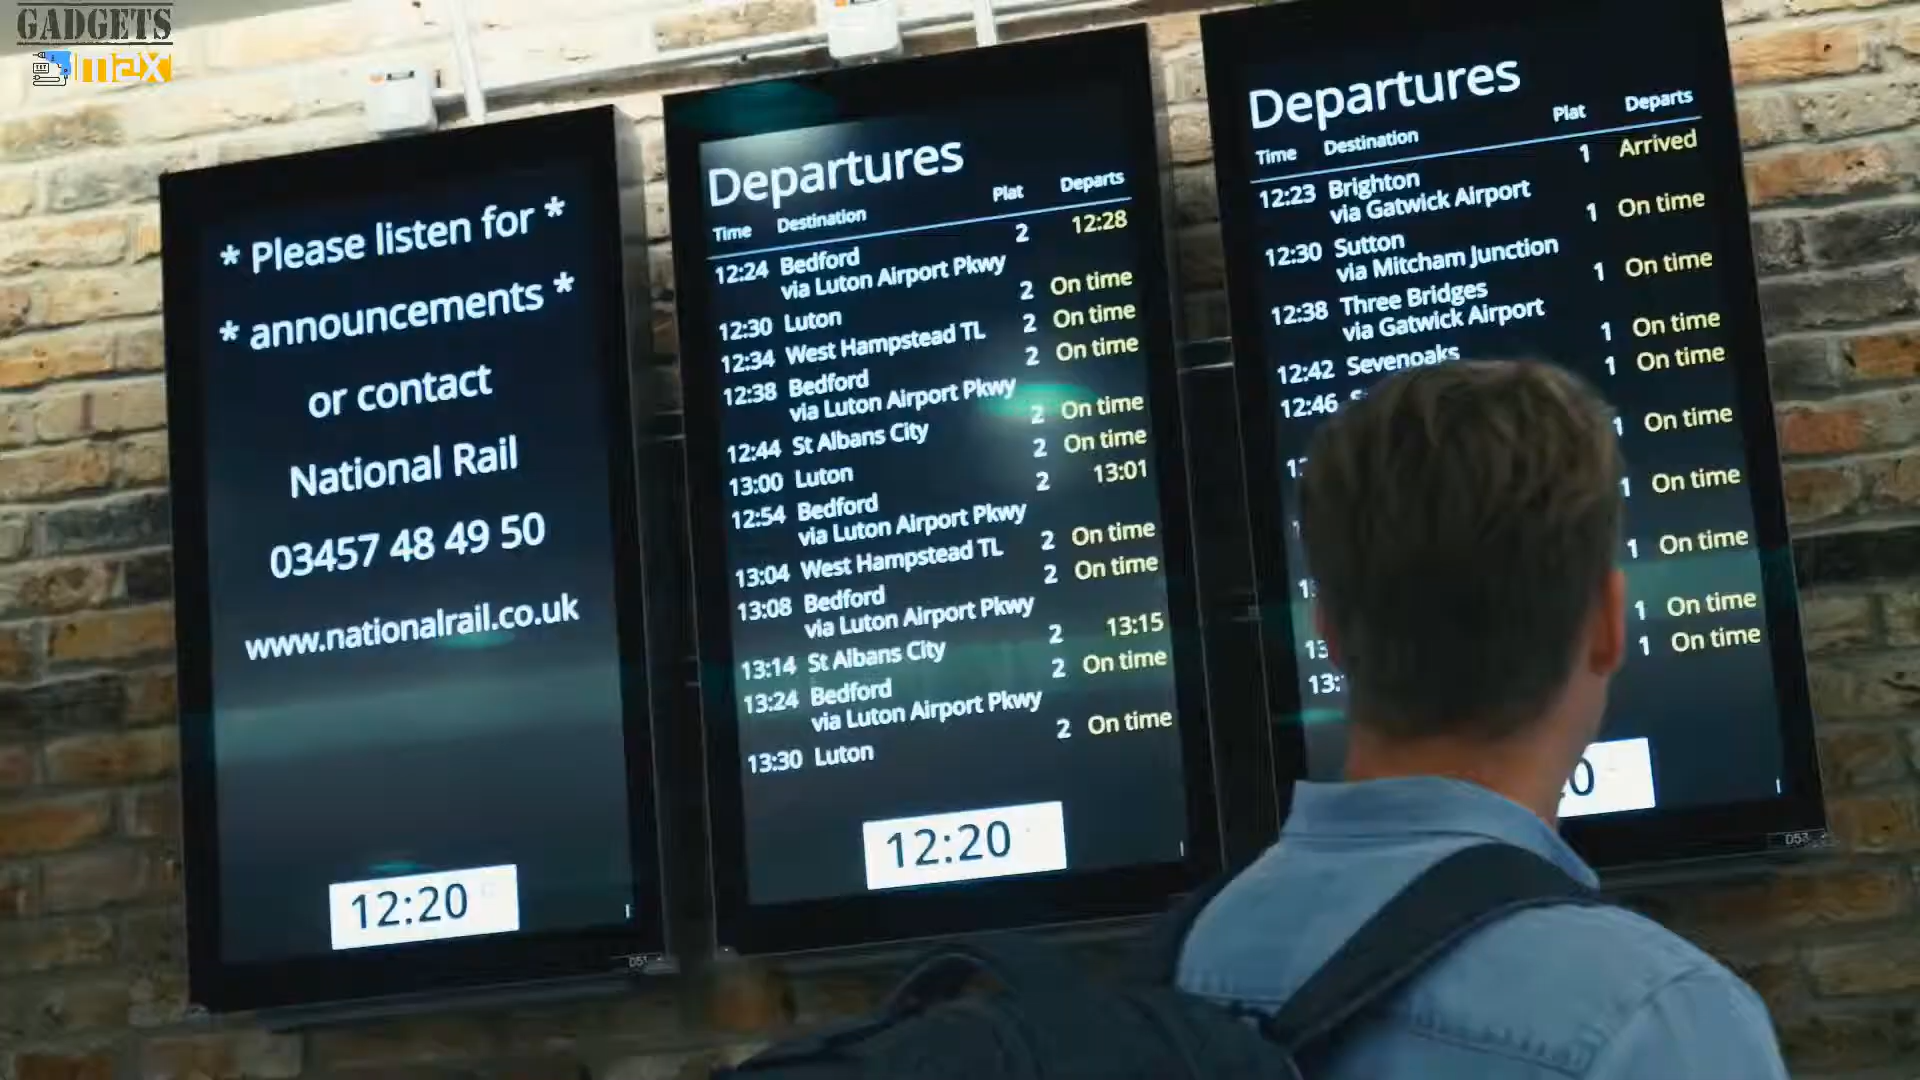 GADGETS
max
* Please listen for *
* announcements *
or contact
National Rail
03457 48 49 50
www.nationalrail.co.uk
12:20
D51
Departures
Time Destination Plat Departs
12:24 Bedford 2 12:28
via Luton Airport Pkwy
12:30 Luton 2 On time
12:34 West Hampstead TL 2 On time
12:38 Bedford 2 On time
via Luton Airport Pkwy
12:44 St Albans City 2 On time
13:00 Luton 2 On time
12:54 Bedford 2 13:01
via Luton Airport Pkwy
13:04 West Hampstead TL 2 On time
13:08 Bedford 2 On time
via Luton Airport Pkwy
13:14 St Albans City 2 13:15
13:24 Bedford 2 On time
via Luton Airport Pkwy
13:30 Luton 2 On time
12:20
Departures
Time Destination Plat Departs
12:23 Brighton 1 Arrived
via Gatwick Airport
12:30 Sutton 1 On time
via Mitcham Junction
12:38 Three Bridges 1 On time
via Gatwick Airport
12:42 Sevenoaks 1 On time
12:46 1 On time
1 On time
1 On time
1 On time
1 On time
1 On time